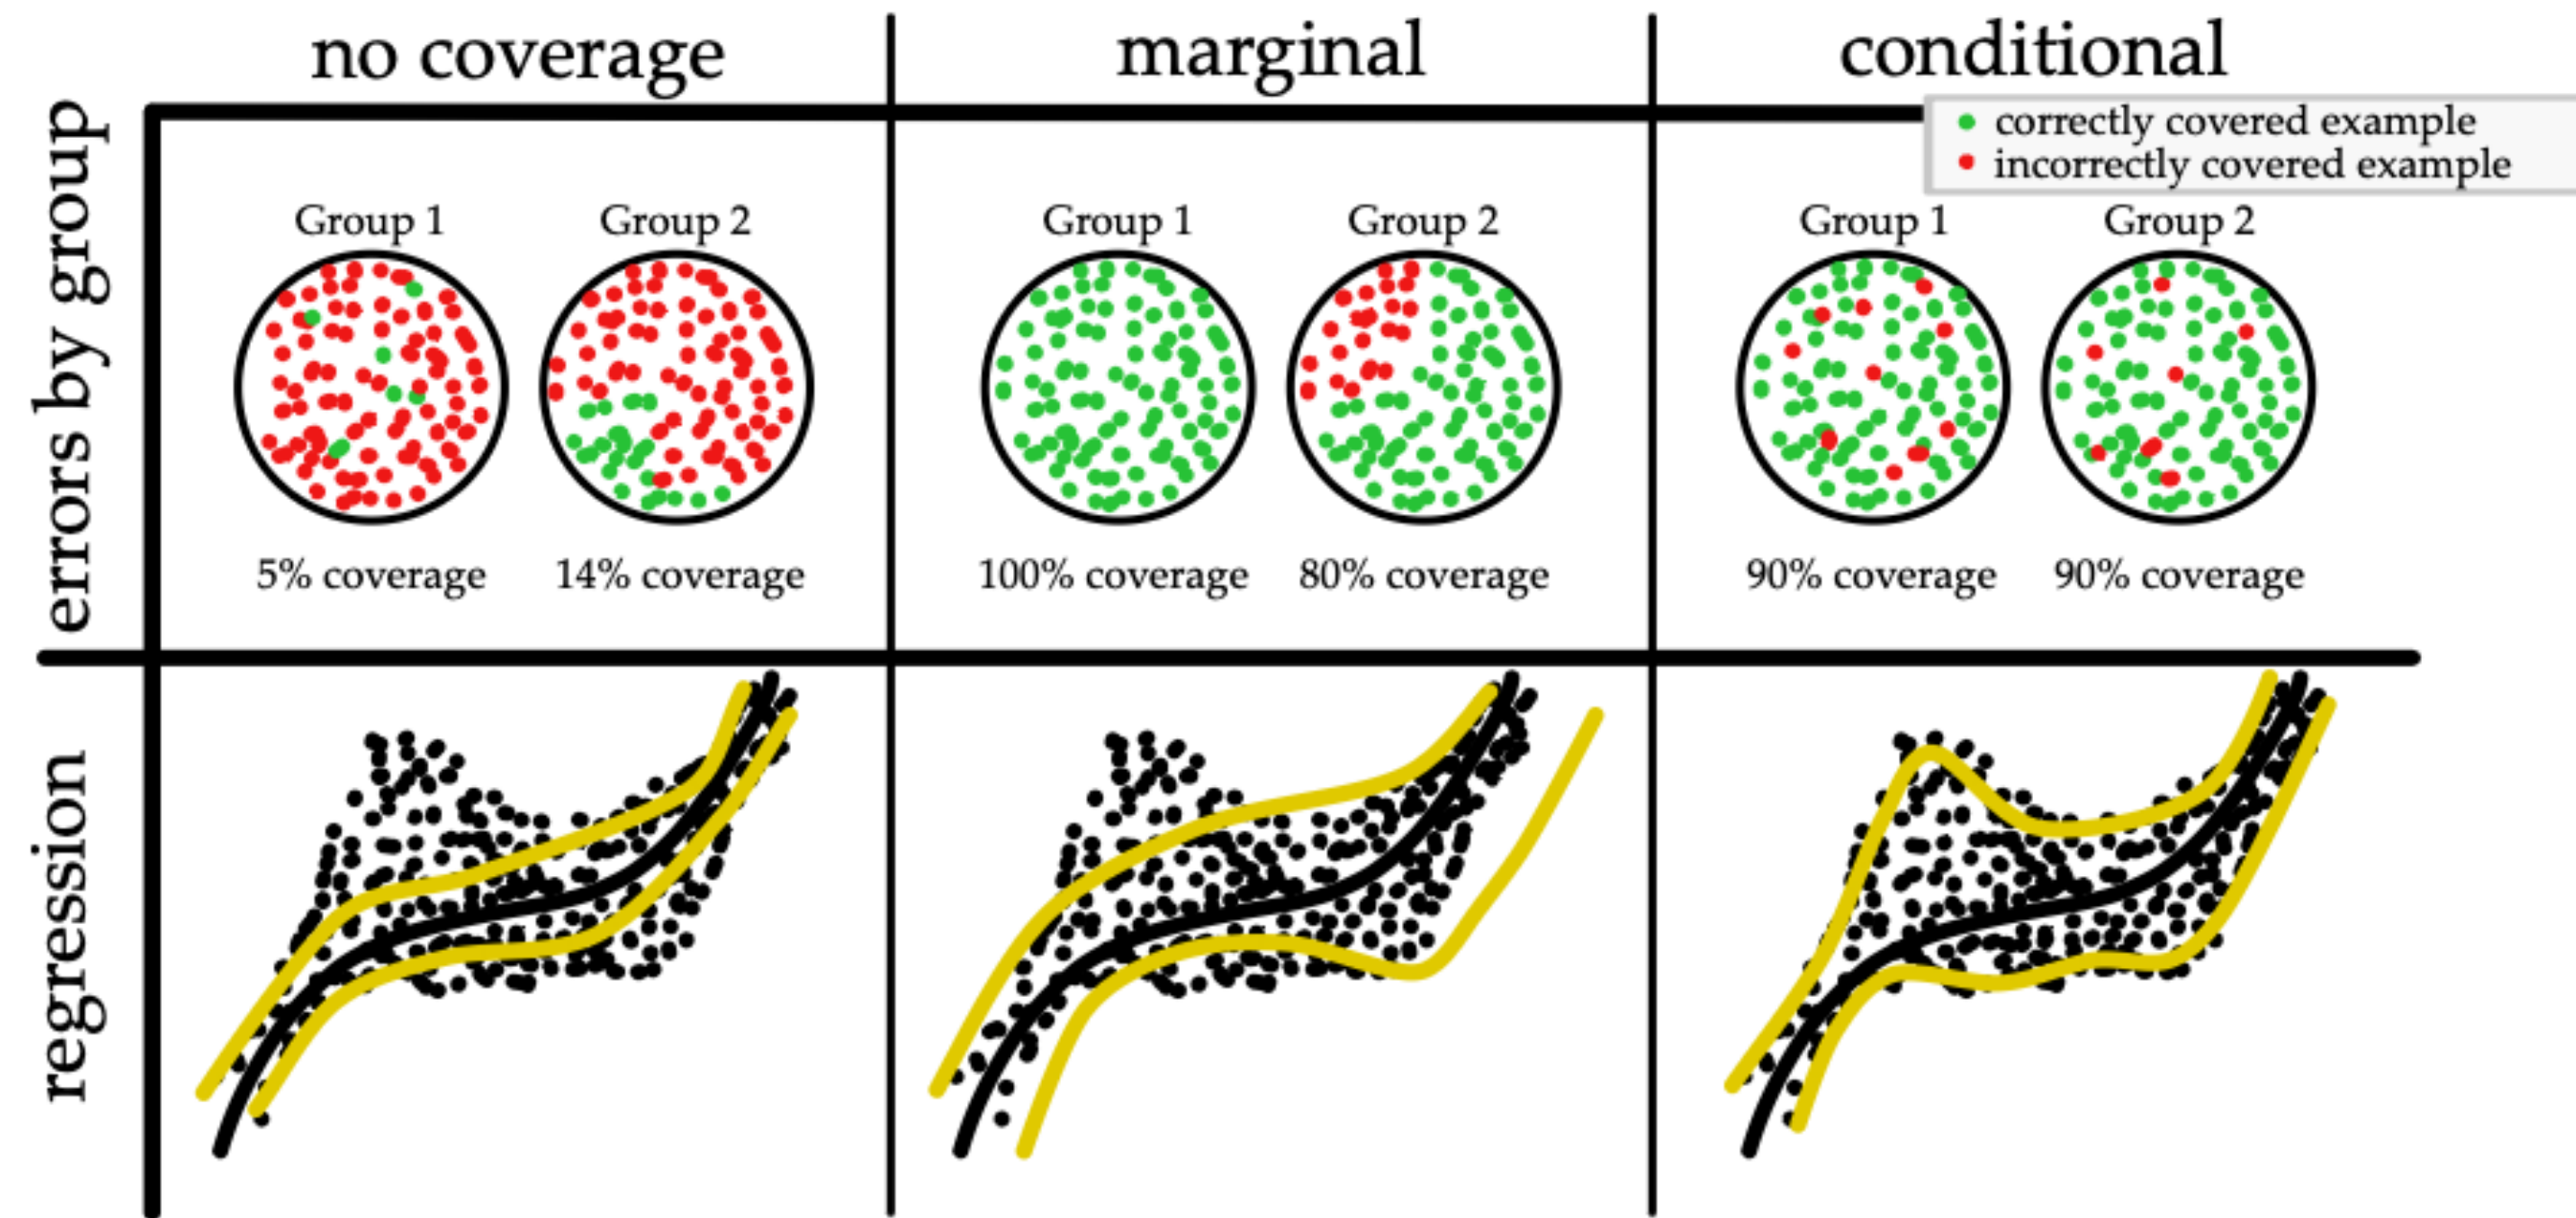 no coverage
marginal
conditional
correctly covered example
incorrectly covered example
errors by group
Group 1
Group 2
Group 1
Group 2
Group 1
Group 2
5% coverage
14% coverage
100% coverage
80% coverage
90% coverage
90% coverage
regression